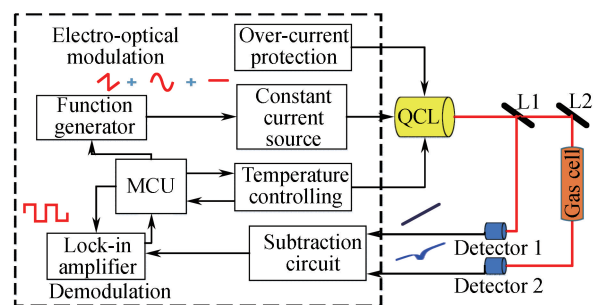 Electro-optical
modulation
Over-current
protection
L1
L2
Function
generator
+
+
Constant
current
source
QCL
MCU
Temperature
controlling
Gas cell
Lock-in
amplifier
Subtraction
circuit
Detector 1
Demodulation
Detector 2